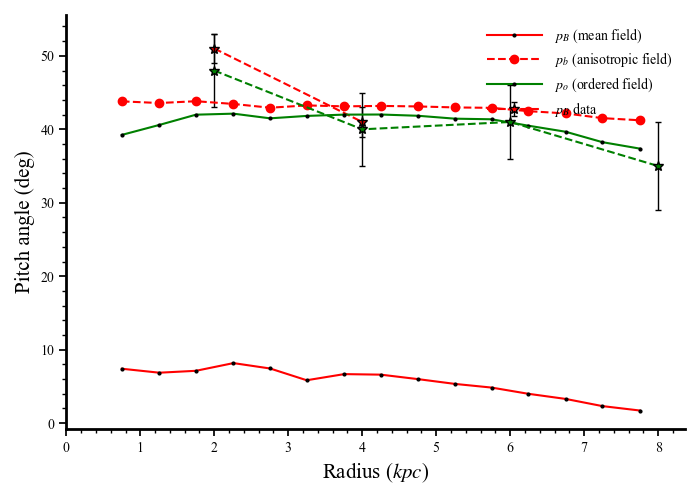 p_B (mean field)
p_b (anisotropic field)
p_o (ordered field)
p_B data
Pitch angle (deg)
50
40
30
20
10
0
0 1 2 3 4 5 6 7 8
Radius (kpc)